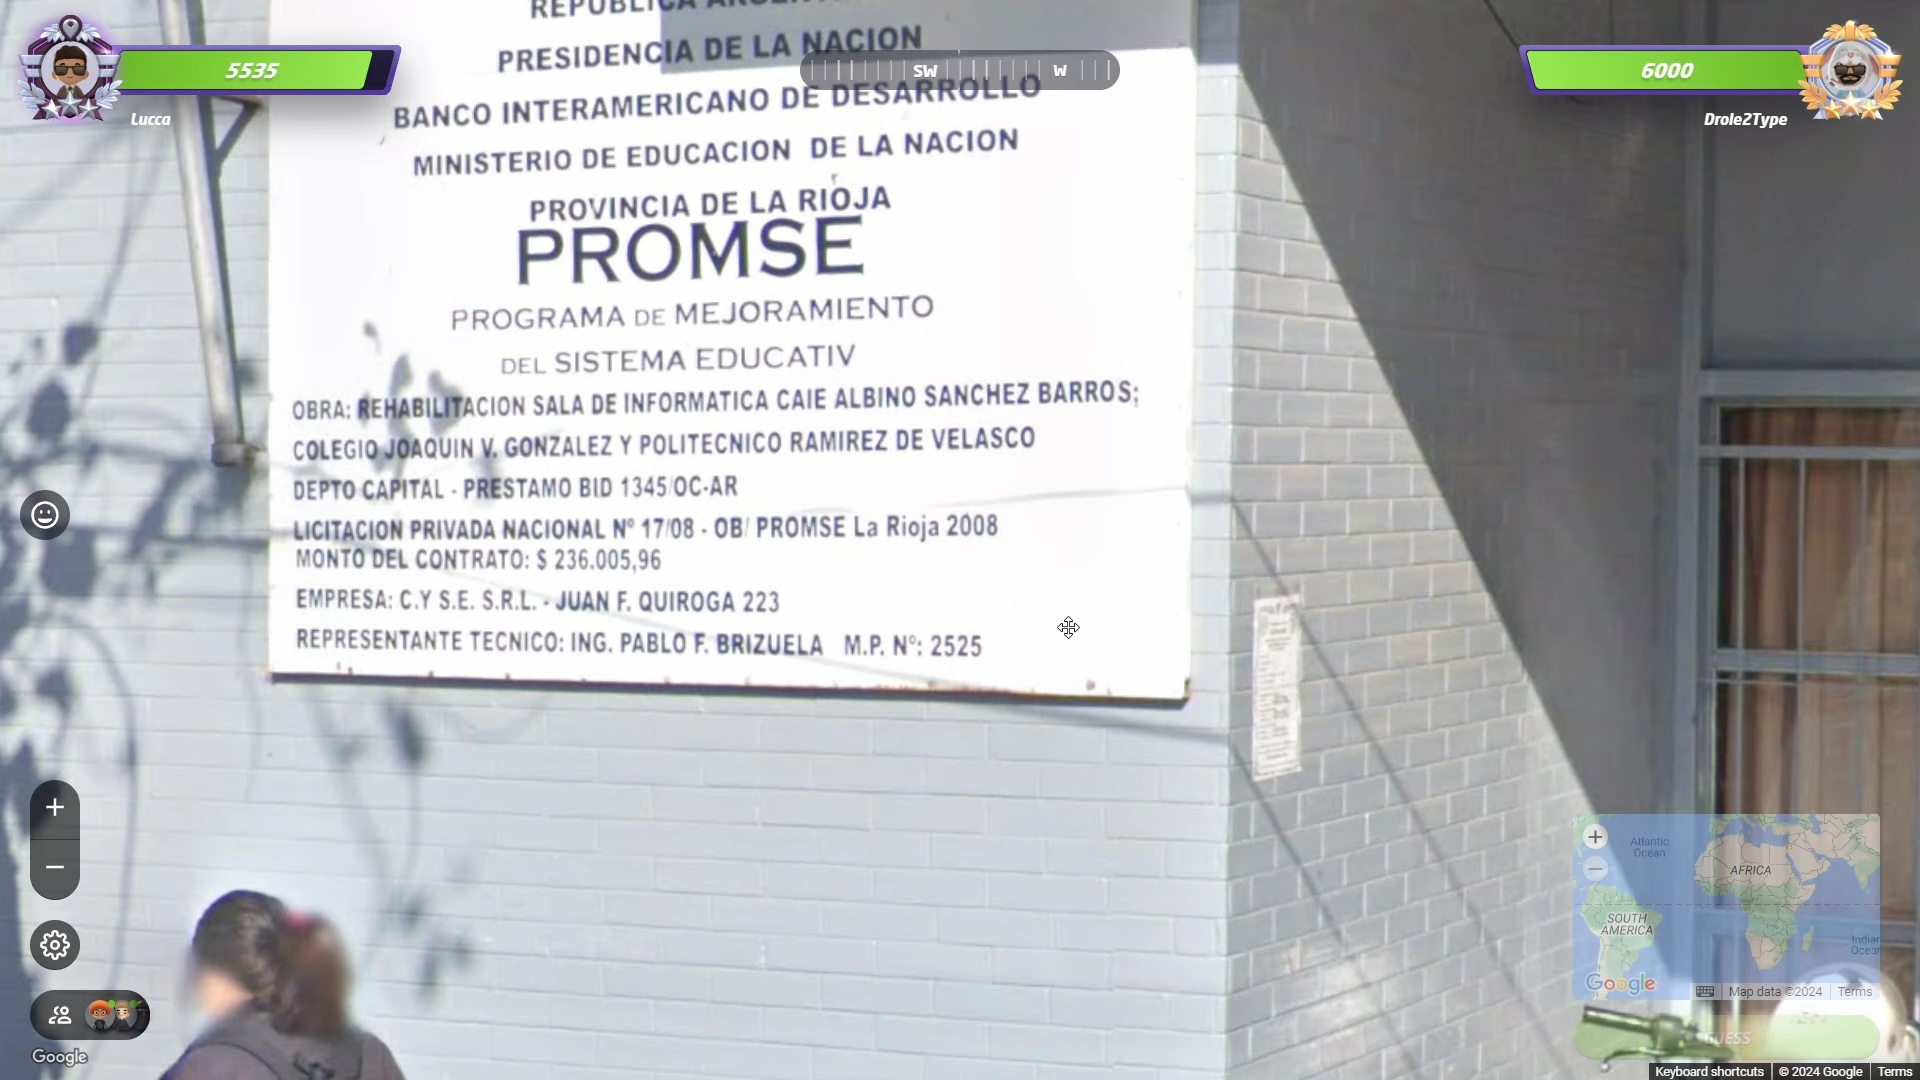 PRESIDENCIA DE LA NACION
BANCO INTERAMERICANO DE DESARROLLO
MINISTERIO DE EDUCACION DE LA NACION
PROVINCIA DE LA RIOJA
PROMSE
PROGRAMA DE MEJORAMIENTO
DEL SISTEMA EDUCATIV
OBRA: REHABILITACION SALA DE INFORMATICA CAIE ALBINO SANCHEZ BARROS;
COLEGIO JOAQUIN V. GONZALEZ Y POLITECNICO RAMIREZ DE VELASCO
DEPTO CAPITAL - PRESTAMO BID 1345/OC-AR
LICITACION PRIVADA NACIONAL Nº 17/08 - OB/ PROMSE La Rioja 2008
MONTO DEL CONTRATO: $ 236.005,96
EMPRESA: C.Y S.E. S.R.L. - JUAN F. QUIROGA 223
REPRESENTANTE TECNICO: ING. PABLO F. BRIZUELA M.P. Nº: 2525
5535
Lucca
SW W
6000
Drole2Type
Atlantic
Ocean
AFRICA
SOUTH
AMERICA
Indian
Ocean
Google
Map data ©2024 Terms
GUESS
Google
Keyboard shortcuts © 2024 Google Terms